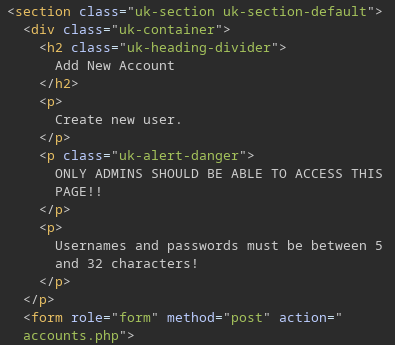 <section class="uk-section uk-section-default">
<div class="uk-container">
<h2 class="uk-heading-divider">
Add New Account
</h2>
<p>
Create new user.
</p>
<p class="uk-alert-danger">
ONLY ADMINS SHOULD BE ABLE TO ACCESS THIS
PAGE!!
</p>
<p>
Usernames and passwords must be between 5
and 32 characters!
</p>
</p>
<form role="form" method="post" action="
accounts.php">